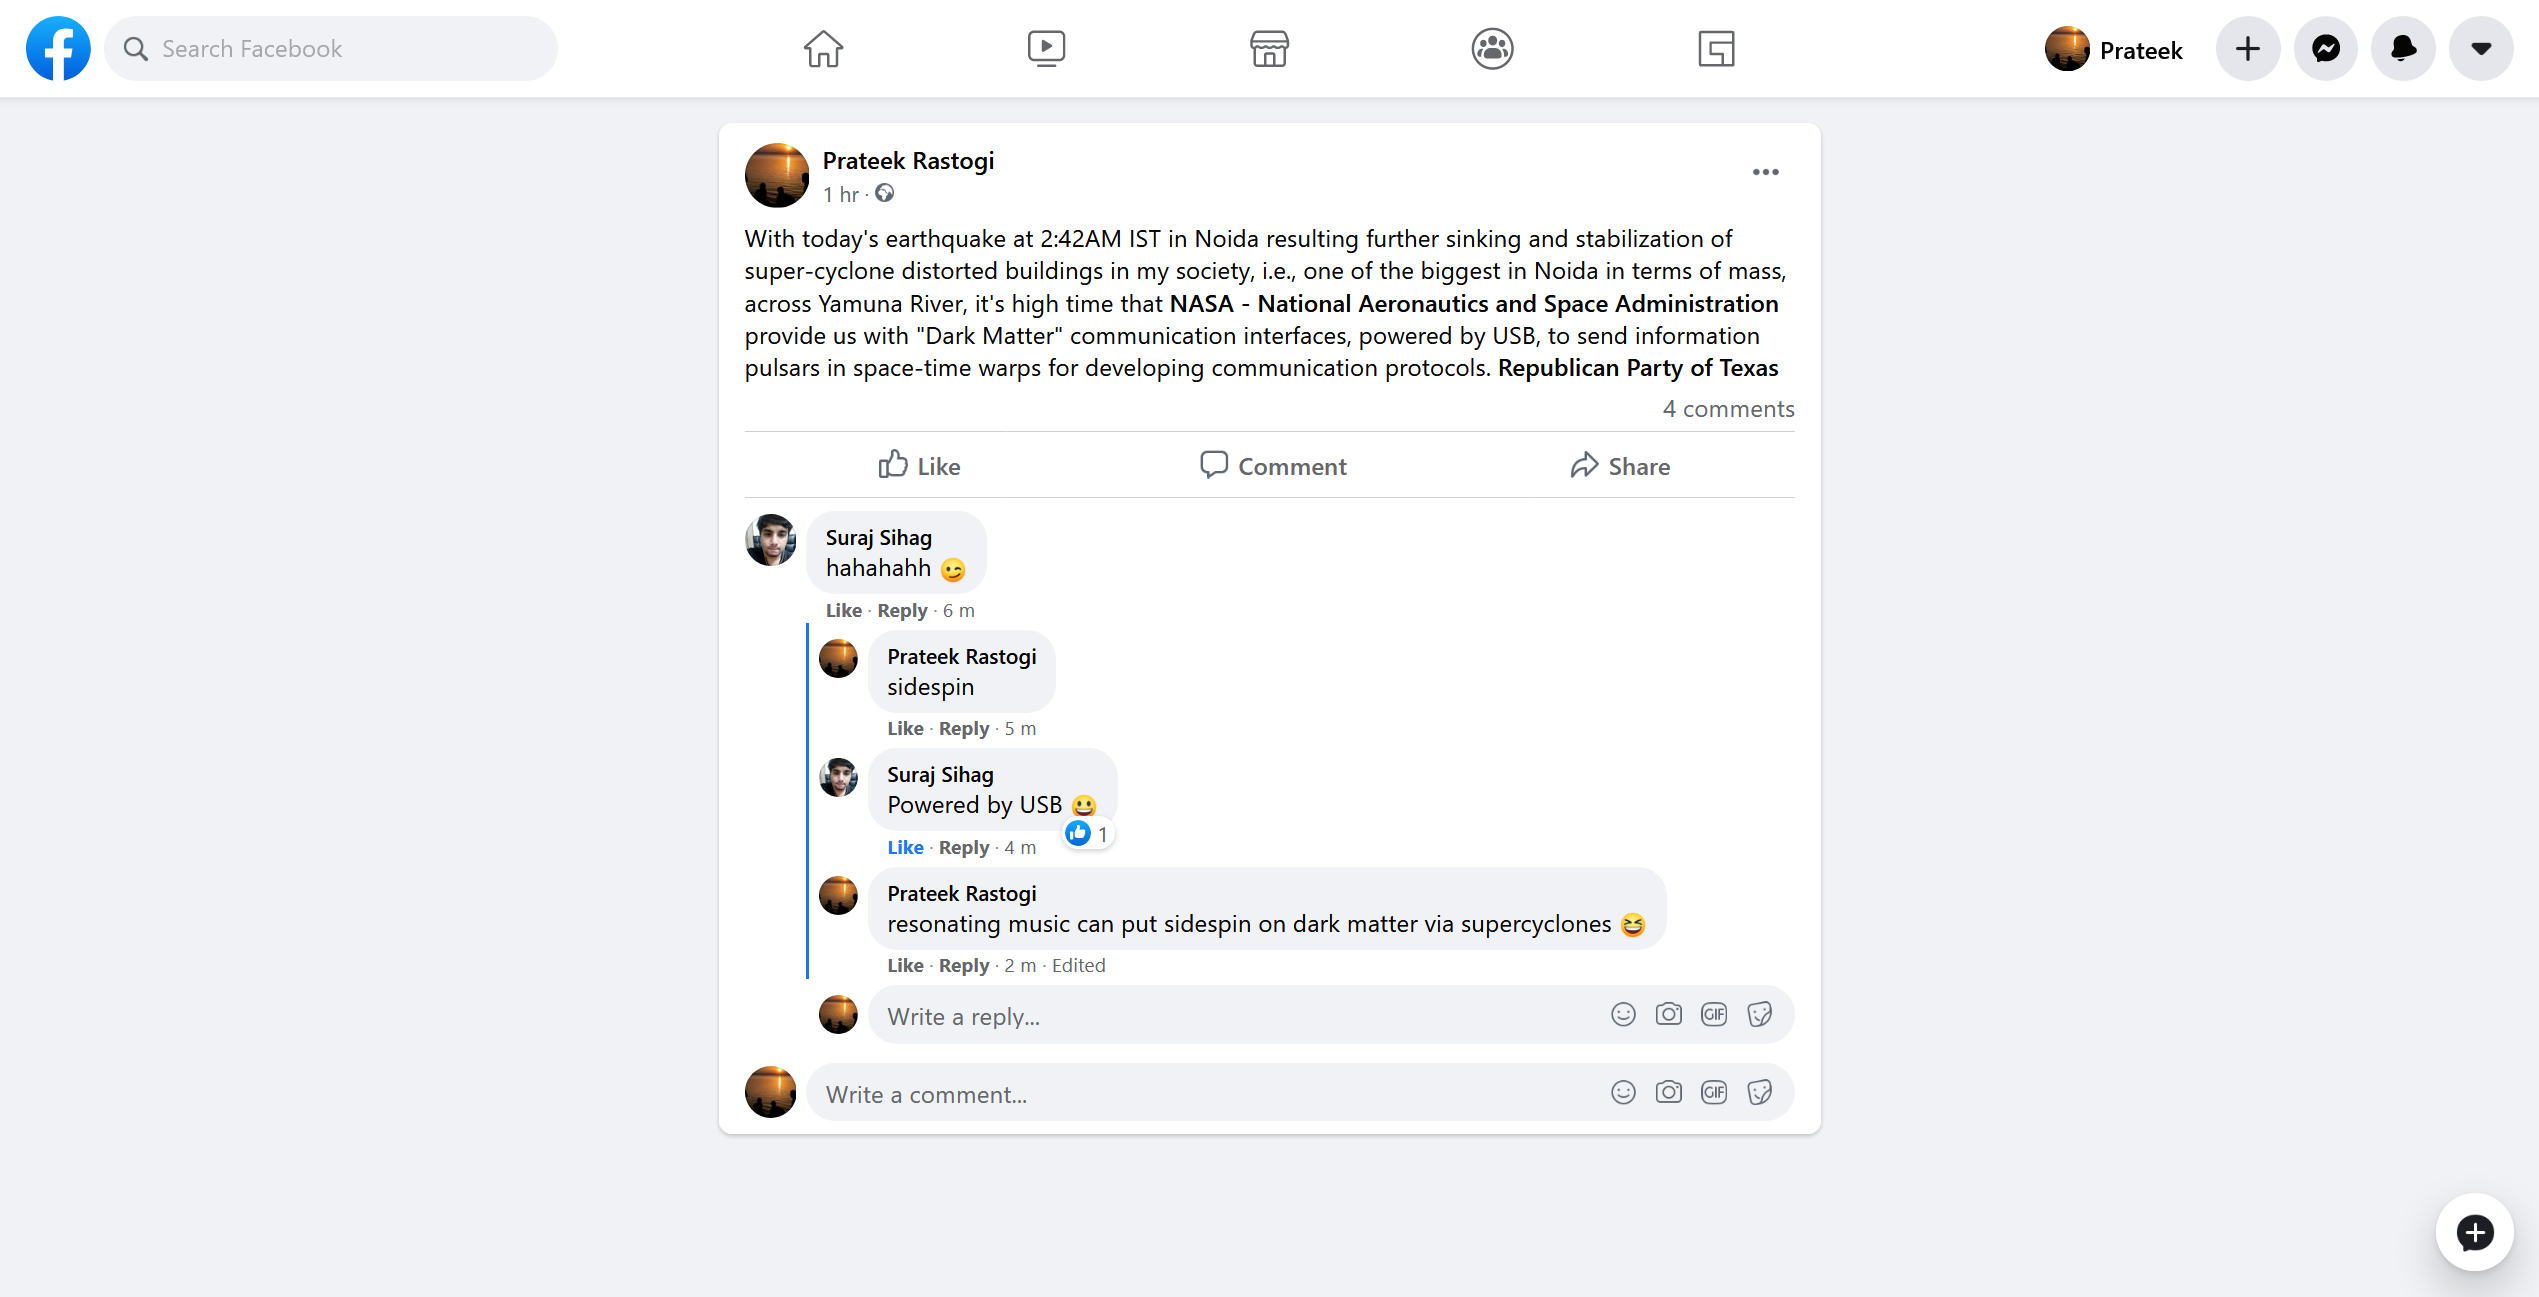 Search Facebook
Prateek
Prateek Rastogi
1 hr ·
With today's earthquake at 2:42AM IST in Noida resulting further sinking and stabilization of
super-cyclone distorted buildings in my society, i.e., one of the biggest in Noida in terms of mass,
across Yamuna River, it's high time that NASA - National Aeronautics and Space Administration
provide us with "Dark Matter" communication interfaces, powered by USB, to send information
pulsars in space-time warps for developing communication protocols. Republican Party of Texas
4 comments
Like Comment Share
Suraj Sihag
hahahahh 😉
Like · Reply · 6 m
Prateek Rastogi
sidespin
Like · Reply · 5 m
Suraj Sihag
Powered by USB 😀
1
Like · Reply · 4 m
Prateek Rastogi
resonating music can put sidespin on dark matter via supercyclones 😆
Like · Reply · 2 m · Edited
Write a reply...
GIF
Write a comment...
GIF